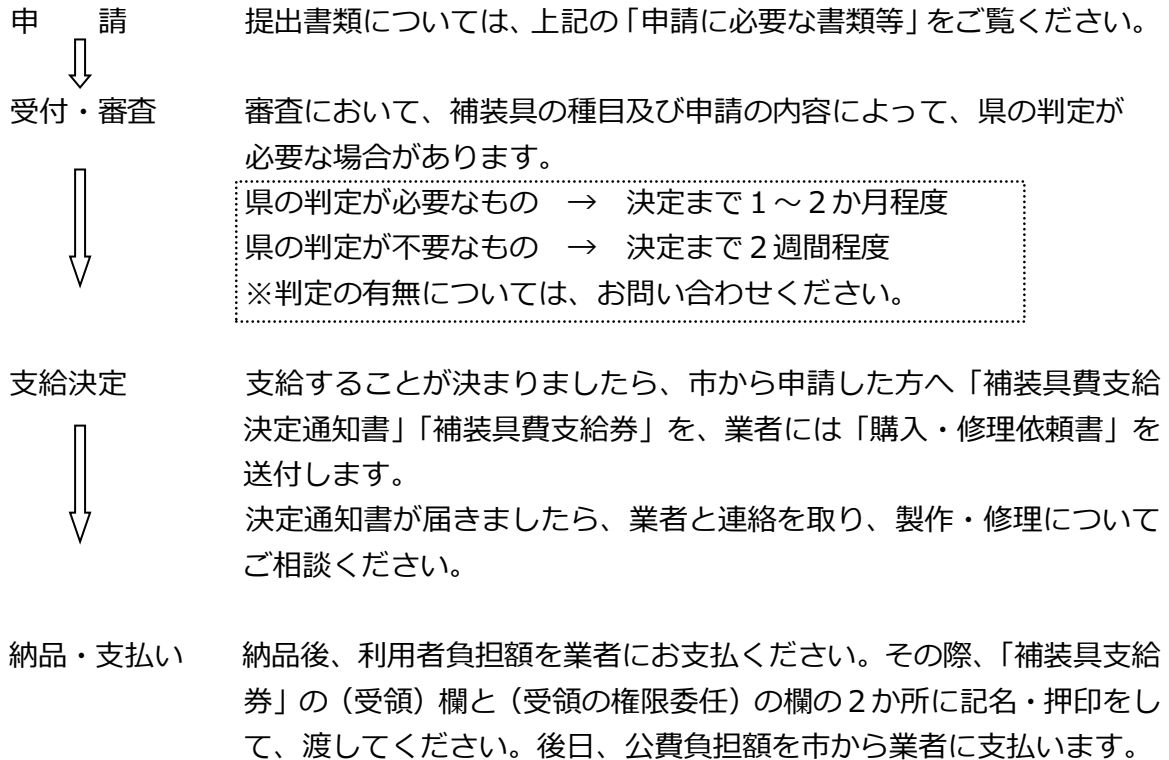 申　　請　　　提出書類については、上記の「申請に必要な書類等」をご覧ください。
受付・審査　　審査において、補装具の種目及び申請の内容によって、県の判定が
必要な場合があります。
県の判定が必要なもの　→　決定まで１～２か月程度
県の判定が不要なもの　→　決定まで２週間程度
※判定の有無については、お問い合わせください。
支給決定　　　支給することが決まりましたら、市から申請した方へ「補装具費支給
決定通知書」「補装具費支給券」を、業者には「購入・修理依頼書」を
送付します。
決定通知書が届きましたら、業者と連絡を取り、製作・修理について
ご相談ください。
納品・支払い　納品後、利用者負担額を業者にお支払ください。その際、「補装具支給
券」の（受領）欄と（受領の権限委任）の欄の２か所に記名・押印をし
て、渡してください。後日、公費負担額を市から業者に支払います。